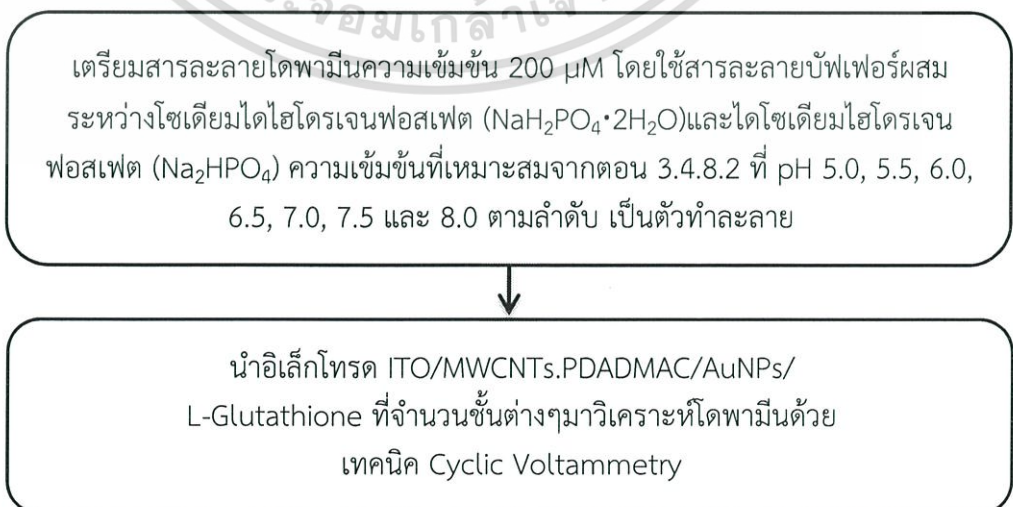 เตรียมสารละลายโดพามีนความเข้มข้น 200 µM โดยใช้สารละลายบัฟเฟอร์ผสม
ระหว่างโซเดียมไดไฮโดรเจนฟอสเฟต (NaH₂PO₄•2H₂O)และไดโซเดียมไฮโดรเจน
ฟอสเฟต (Na₂HPO₄) ความเข้มข้นที่เหมาะสมจากตอน 3.4.8.2 ที่ pH 5.0, 5.5, 6.0,
6.5, 7.0, 7.5 และ 8.0 ตามลำดับ เป็นตัวทำละลาย
นำอิเล็กโทรด ITO/MWCNTs.PDADMAC/AuNPs/
L-Glutathione ที่จำนวนชั้นต่างๆมาวิเคราะห์โดพามีนด้วย
เทคนิค Cyclic Voltammetry